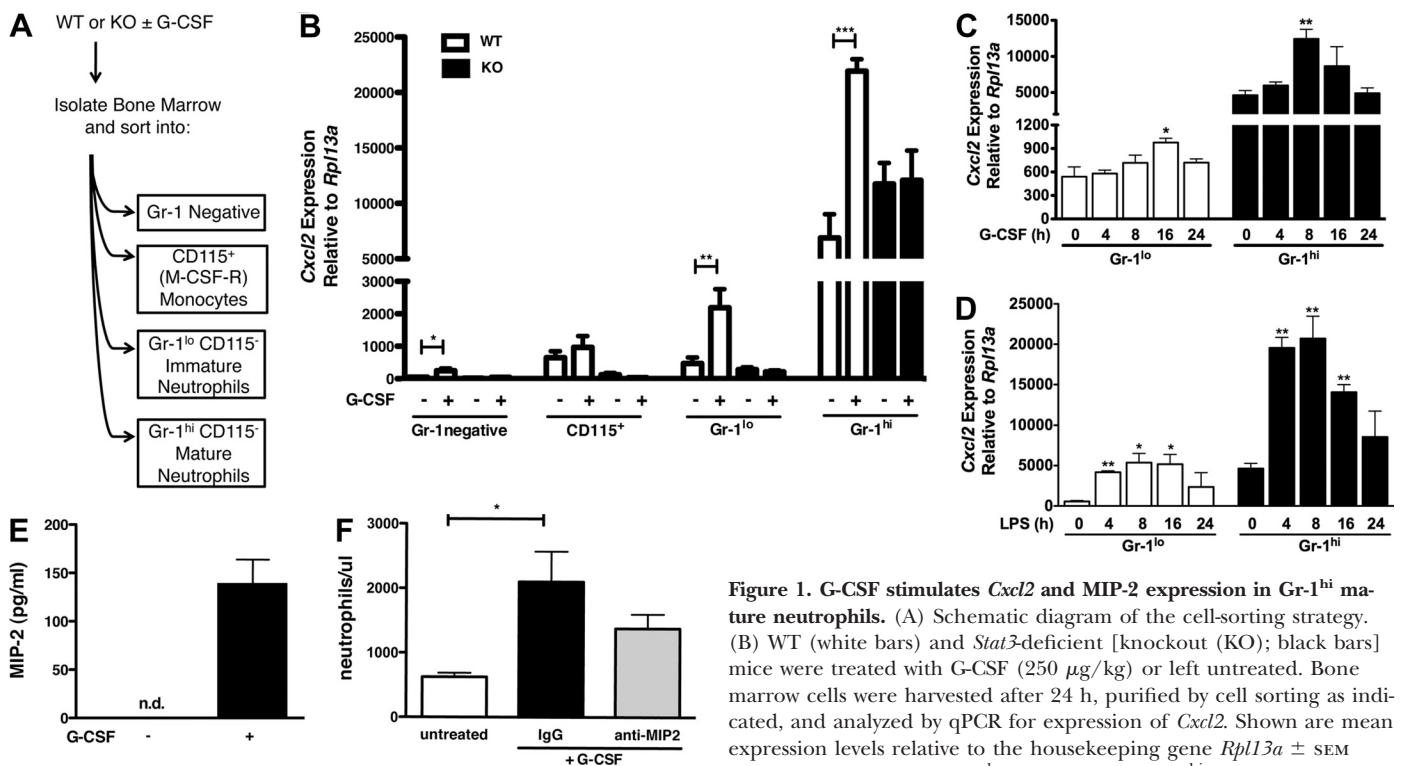 A
WT or KO ± G-CSF
Isolate Bone Marrow
and sort into:
Gr-1 Negative
CD115+
(M-CSF-R)
Monocytes
Gr-1lo CD115-
Immature
Neutrophils
Gr-1hi CD115-
Mature
Neutrophils
B
Cxcl2 Expression
Relative to Rpl13a
25000
20000
15000
10000
5000
3000
2000
1000
0
WT
KO
*
**
***
G-CSF - + - + - + - + - + - + - + - +
Gr-1negative CD115+ Gr-1lo Gr-1hi
C
Cxcl2 Expression
Relative to Rpl13a
15000
10000
5000
1200
900
600
300
0
*
**
G-CSF (h) 0 4 8 16 24 0 4 8 16 24
Gr-1lo Gr-1hi
D
Cxcl2 Expression
Relative to Rpl13a
25000
20000
15000
10000
5000
0
** * * ** ** **
LPS (h) 0 4 8 16 24 0 4 8 16 24
Gr-1lo Gr-1hi
E
MIP-2 (pg/ml)
200
150
100
50
0
n.d.
G-CSF - +
F
neutrophils/ul
3000
2000
1000
0
*
untreated IgG anti-MIP2
+ G-CSF
Figure 1. G-CSF stimulates Cxcl2 and MIP-2 expression in Gr-1hi ma-
ture neutrophils. (A) Schematic diagram of the cell-sorting strategy.
(B) WT (white bars) and Stat3-deficient [knockout (KO); black bars]
mice were treated with G-CSF (250 μg/kg) or left untreated. Bone
marrow cells were harvested after 24 h, purified by cell sorting as indi-
cated, and analyzed by qPCR for expression of Cxcl2. Shown are mean
expression levels relative to the housekeeping gene Rpl13a ± SEM